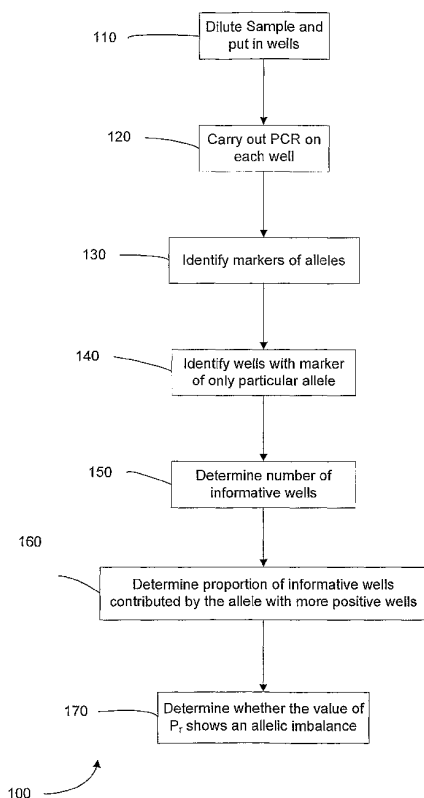 110
Dilute Sample and
put in wells
120
Carry out PCR on
each well
130
Identify markers of alleles
140
Identify wells with marker
of only particular allele
150
Determine number of
informative wells
160
Determine proportion of informative wells
contributed by the allele with more positive wells
170
Determine whether the value of
Pr shows an allelic imbalance
100